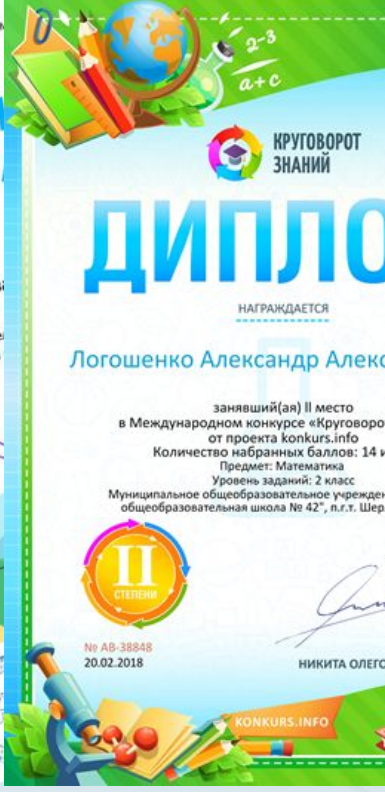 2-3
a+c
КРУГОВОРОТ
ЗНАНИЙ
ДИПЛО
НАГРАЖДАЕТСЯ
Логошенко Александр Алекс
занявший(ая) II место
в Международном конкурсе «Круговорот
от проекта konkurs.info
Количество набранных баллов: 14 и
Предмет: Математика
Уровень заданий: 2 класс
Муниципальное общеобразовательное учрежден
общеобразовательная школа № 42", п.г.т. Шер
II
СТЕПЕНИ
№ АВ-38848
20.02.2018
НИКИТА ОЛЕГО
KONKURS.INFO